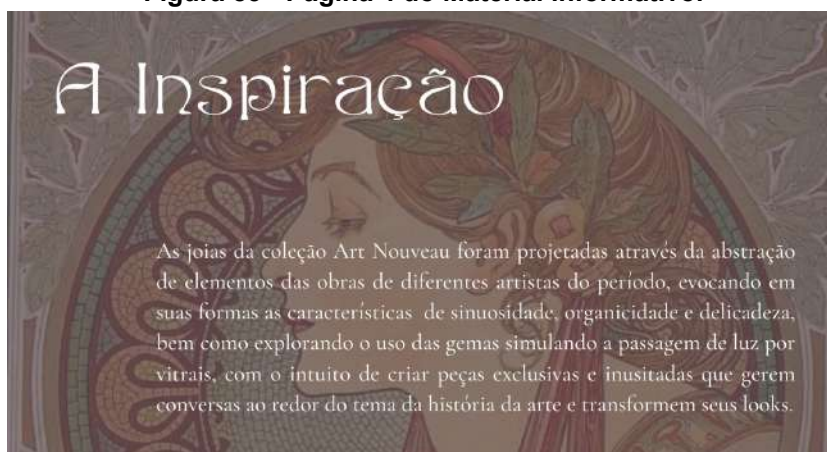 A Inspiração
As joias da coleção Art Nouveau foram projetadas através da abstração
de elementos das obras de diferentes artistas do período, evocando em
suas formas as características de sinuosidade, organicidade e delicadeza,
bem como explorando o uso das gemas simulando a passagem de luz por
vitrais, com o intuito de criar peças exclusivas e inusitadas que gerem
conversas ao redor do tema da história da arte e transformem seus looks.